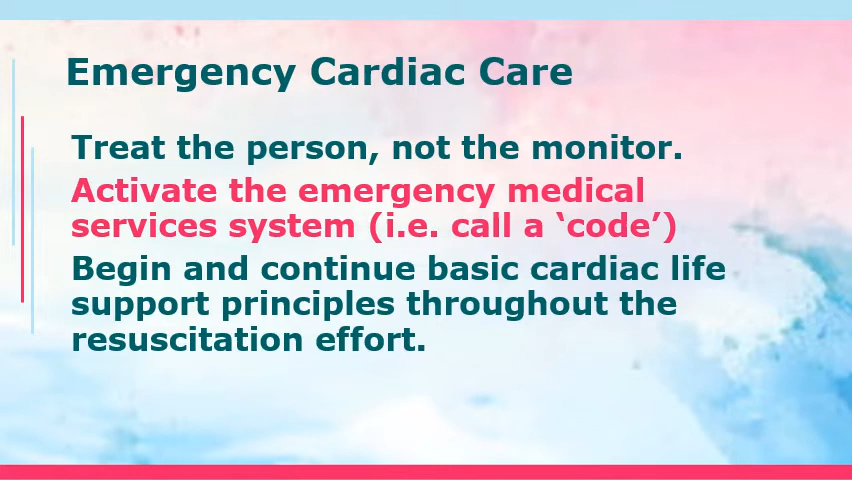 Emergency Cardiac Care
Treat the person, not the monitor.
Activate the emergency medical
services system (i.e. call a ‘code’)
Begin and continue basic cardiac life
support principles throughout the
resuscitation effort.